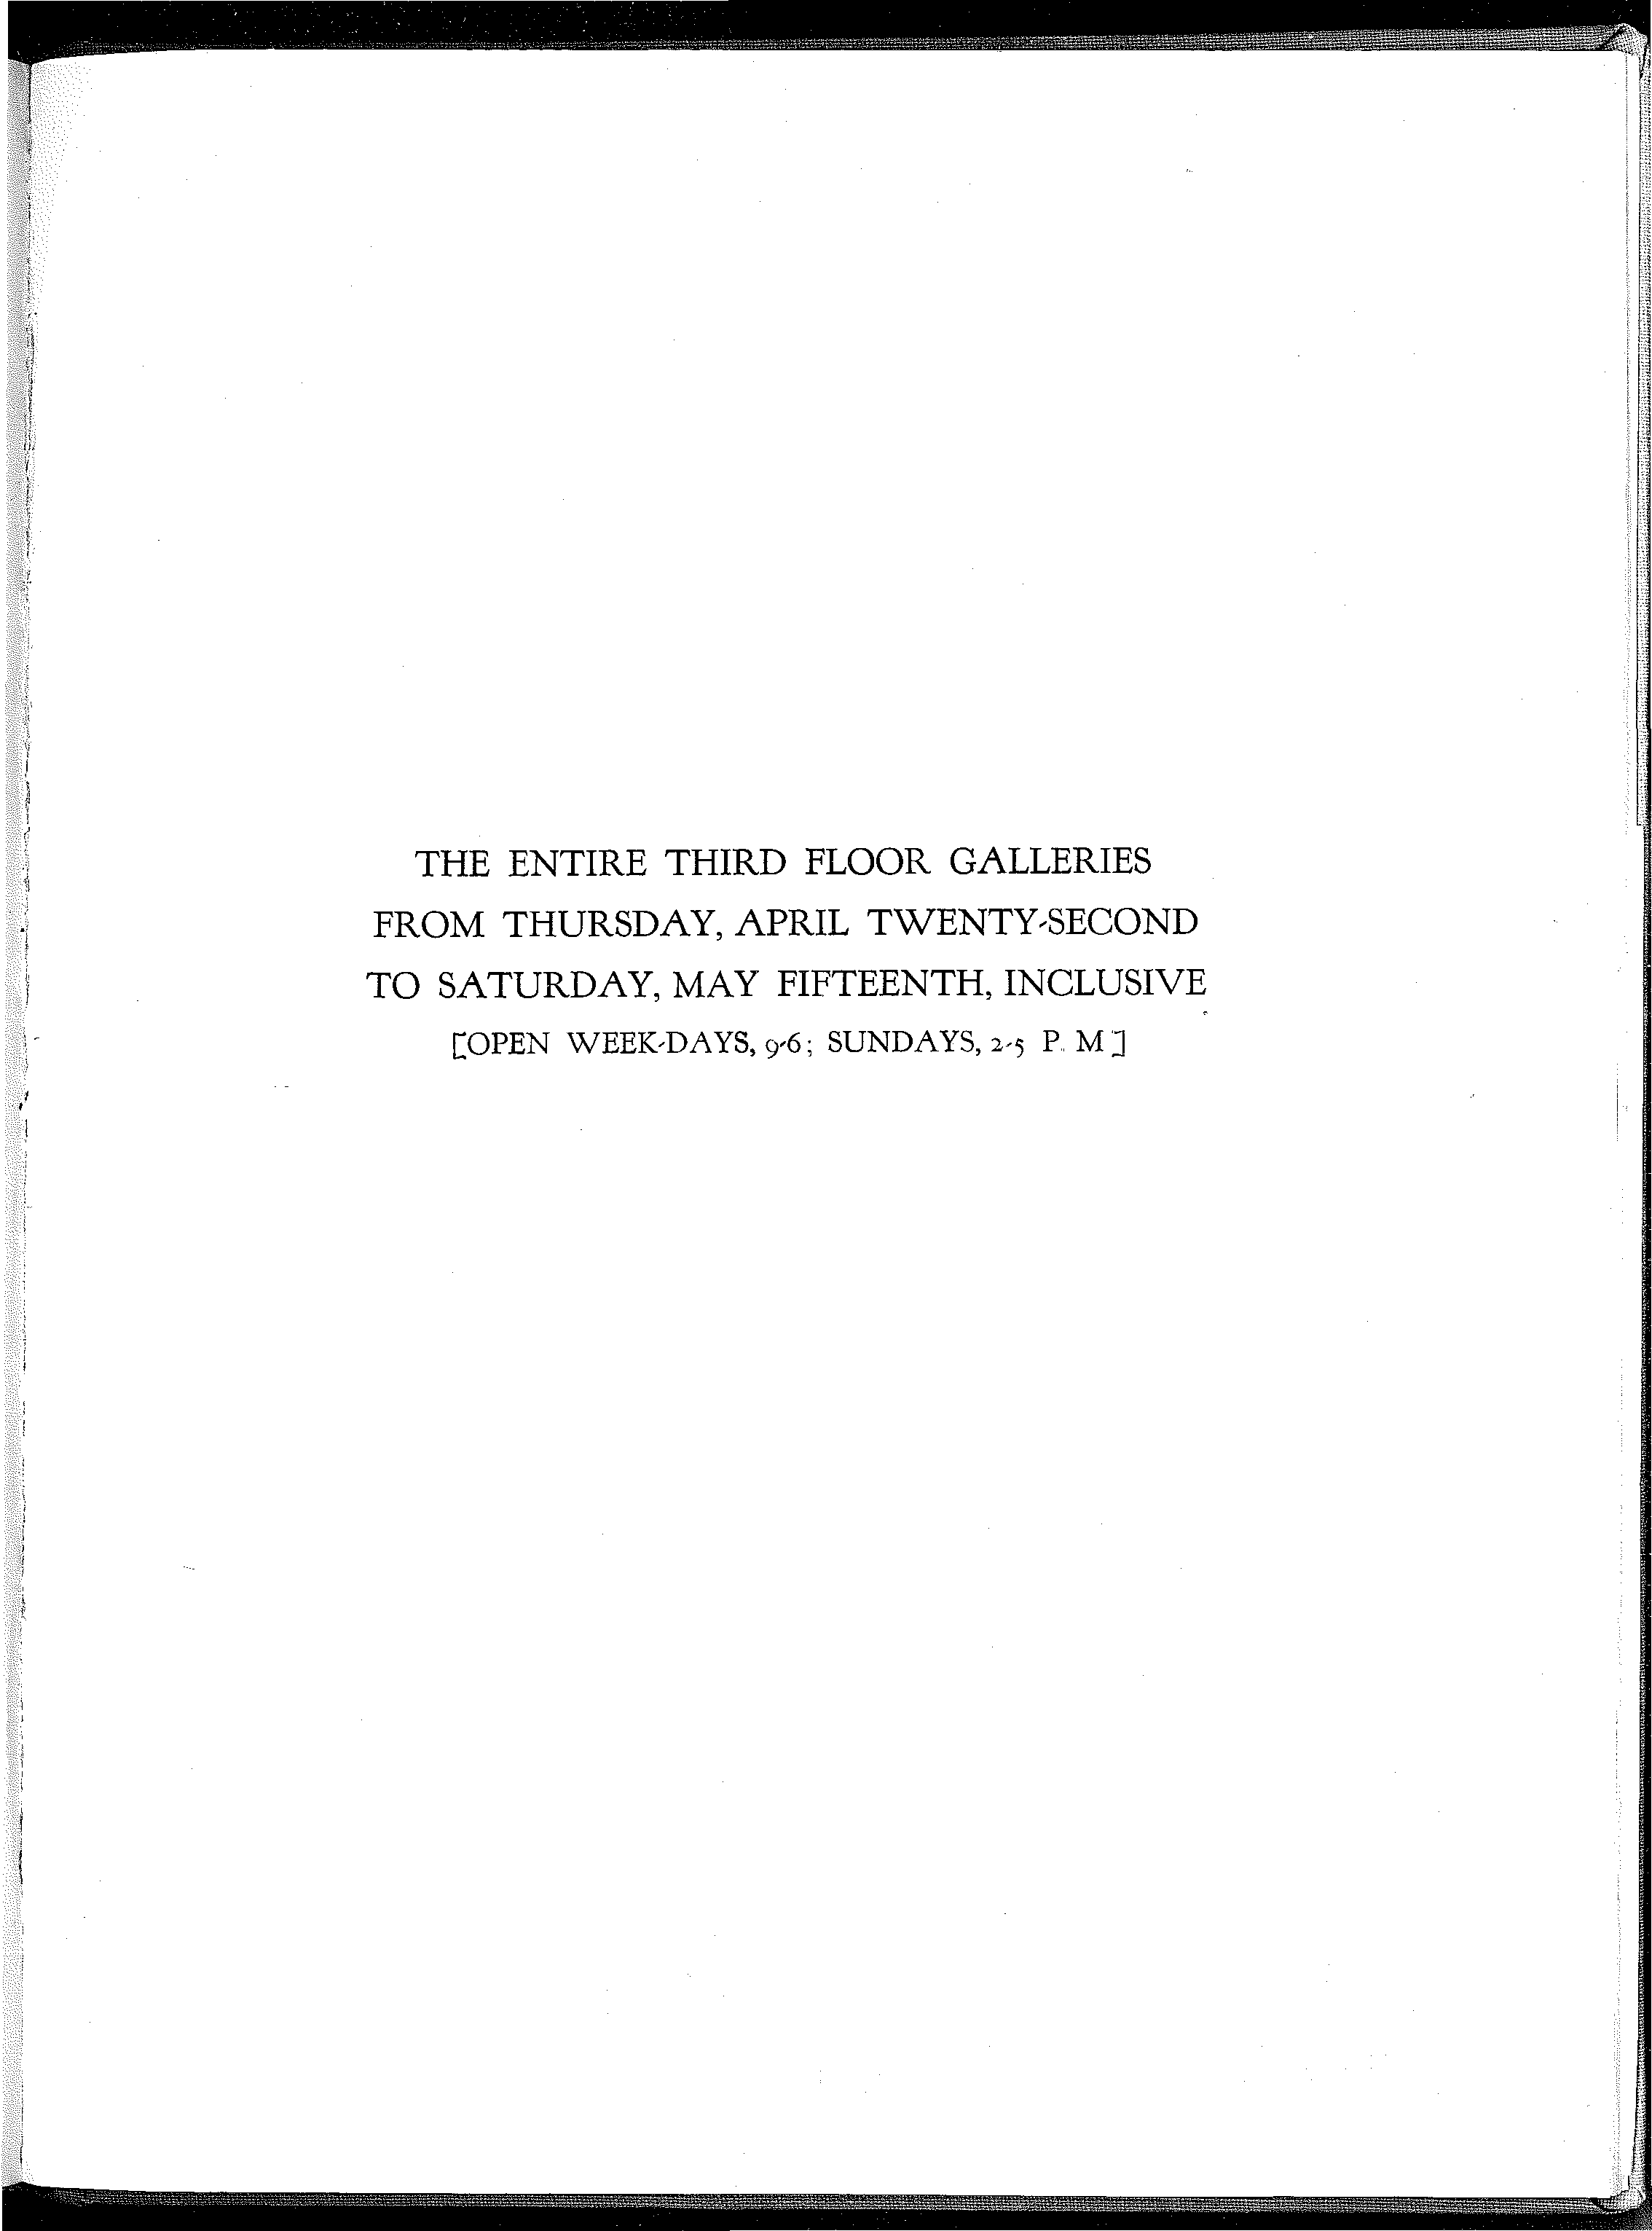 THE ENTIRE THIRD FLOOR GALLERIES
FROM THURSDAY, APRIL TWENTY-SECOND
TO SATURDAY, MAY FIFTEENTH, INCLUSIVE
[OPEN WEEK-DAYS, 9-6; SUNDAYS, 2-5 P. M]